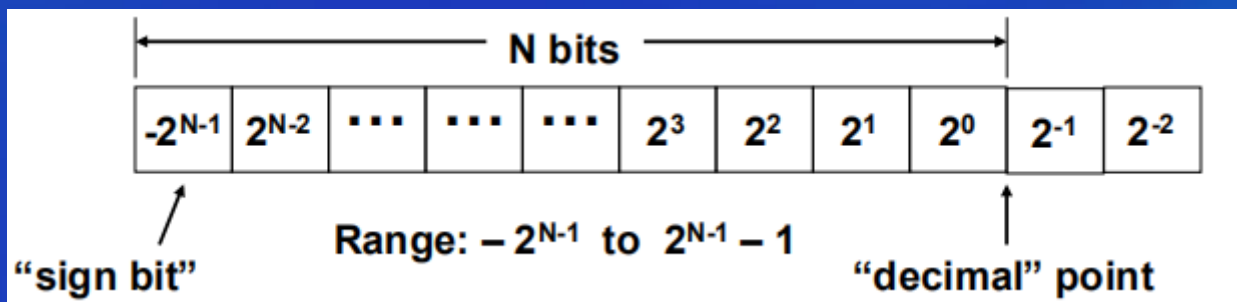 N bits
-2ᴺ⁻¹ 2ᴺ⁻² ... ... ... 2³ 2² 2¹ 2⁰ 2⁻¹ 2⁻²
Range: – 2ᴺ⁻¹ to 2ᴺ⁻¹ – 1
“sign bit” “decimal” point